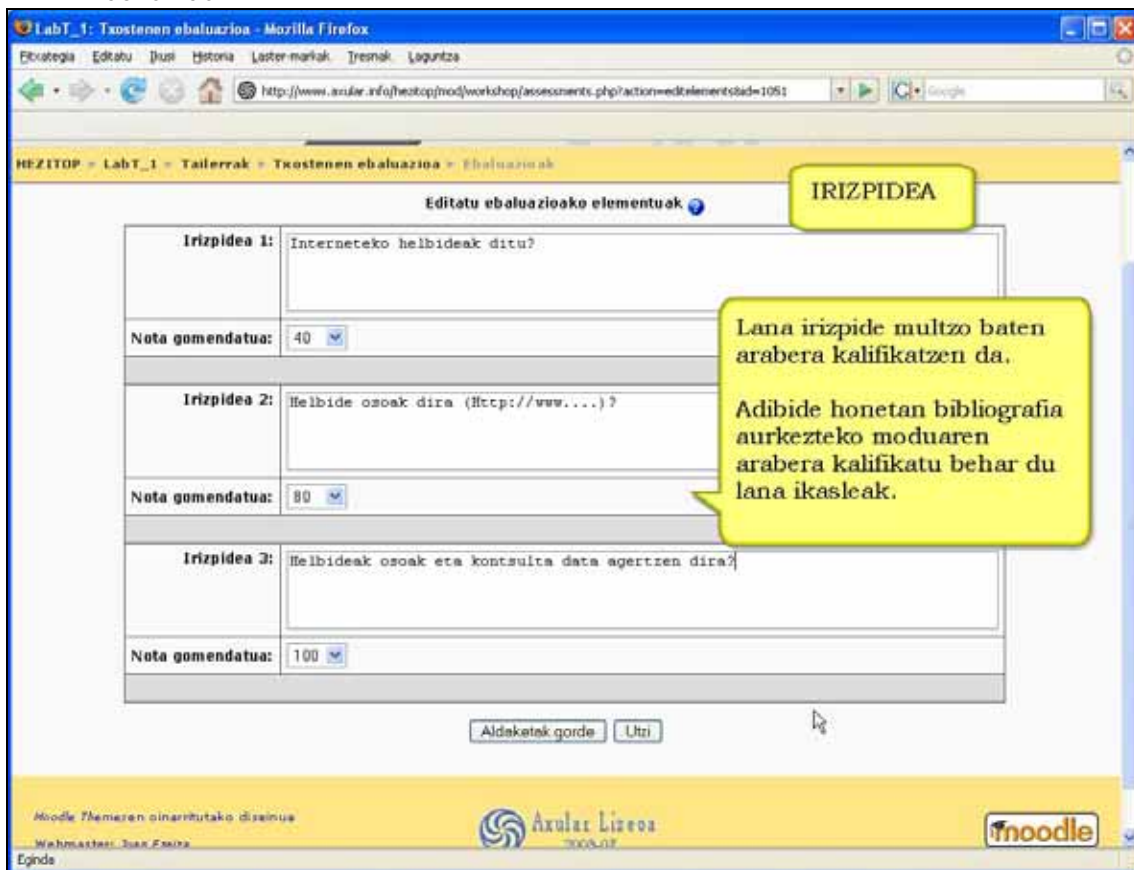 LabT_1: Txostenen ebaluazioa - Mozilla Firefox
Fitxategia Editatu Ikusi Historia Laster-markak Tresnak Laguntza
http://www.axular.info/hezitop/mod/workshop/assessments.php?action=editelements&id=1051
Google
HEZITOP » LabT_1 » Tailerrak » Txostenen ebaluazioa » Ebaluazioak
IRIZPIDEA
Editatu ebaluazioako elementuak
Irizpidea 1: Interneteko helbideak ditu?
Nota gomendatua: 40
Lana irizpide multzo baten
arabera kalifikatzen da.
Adibide honetan bibliografia
aurkezteko moduaren
arabera kalifikatu behar du
lana ikasleak.
Irizpidea 2: Helbide osoak dira (Http://www....)?
Nota gomendatua: 80
Irizpidea 3: Helbideak osoak eta kontsulta data agertzen dira?
Nota gomendatua: 100
Aldaketak gorde Utzi
Moodle Themeren oinarritutako diseinua
Axular Lizeoa
moodle
Webmaster: Juan
Eginda